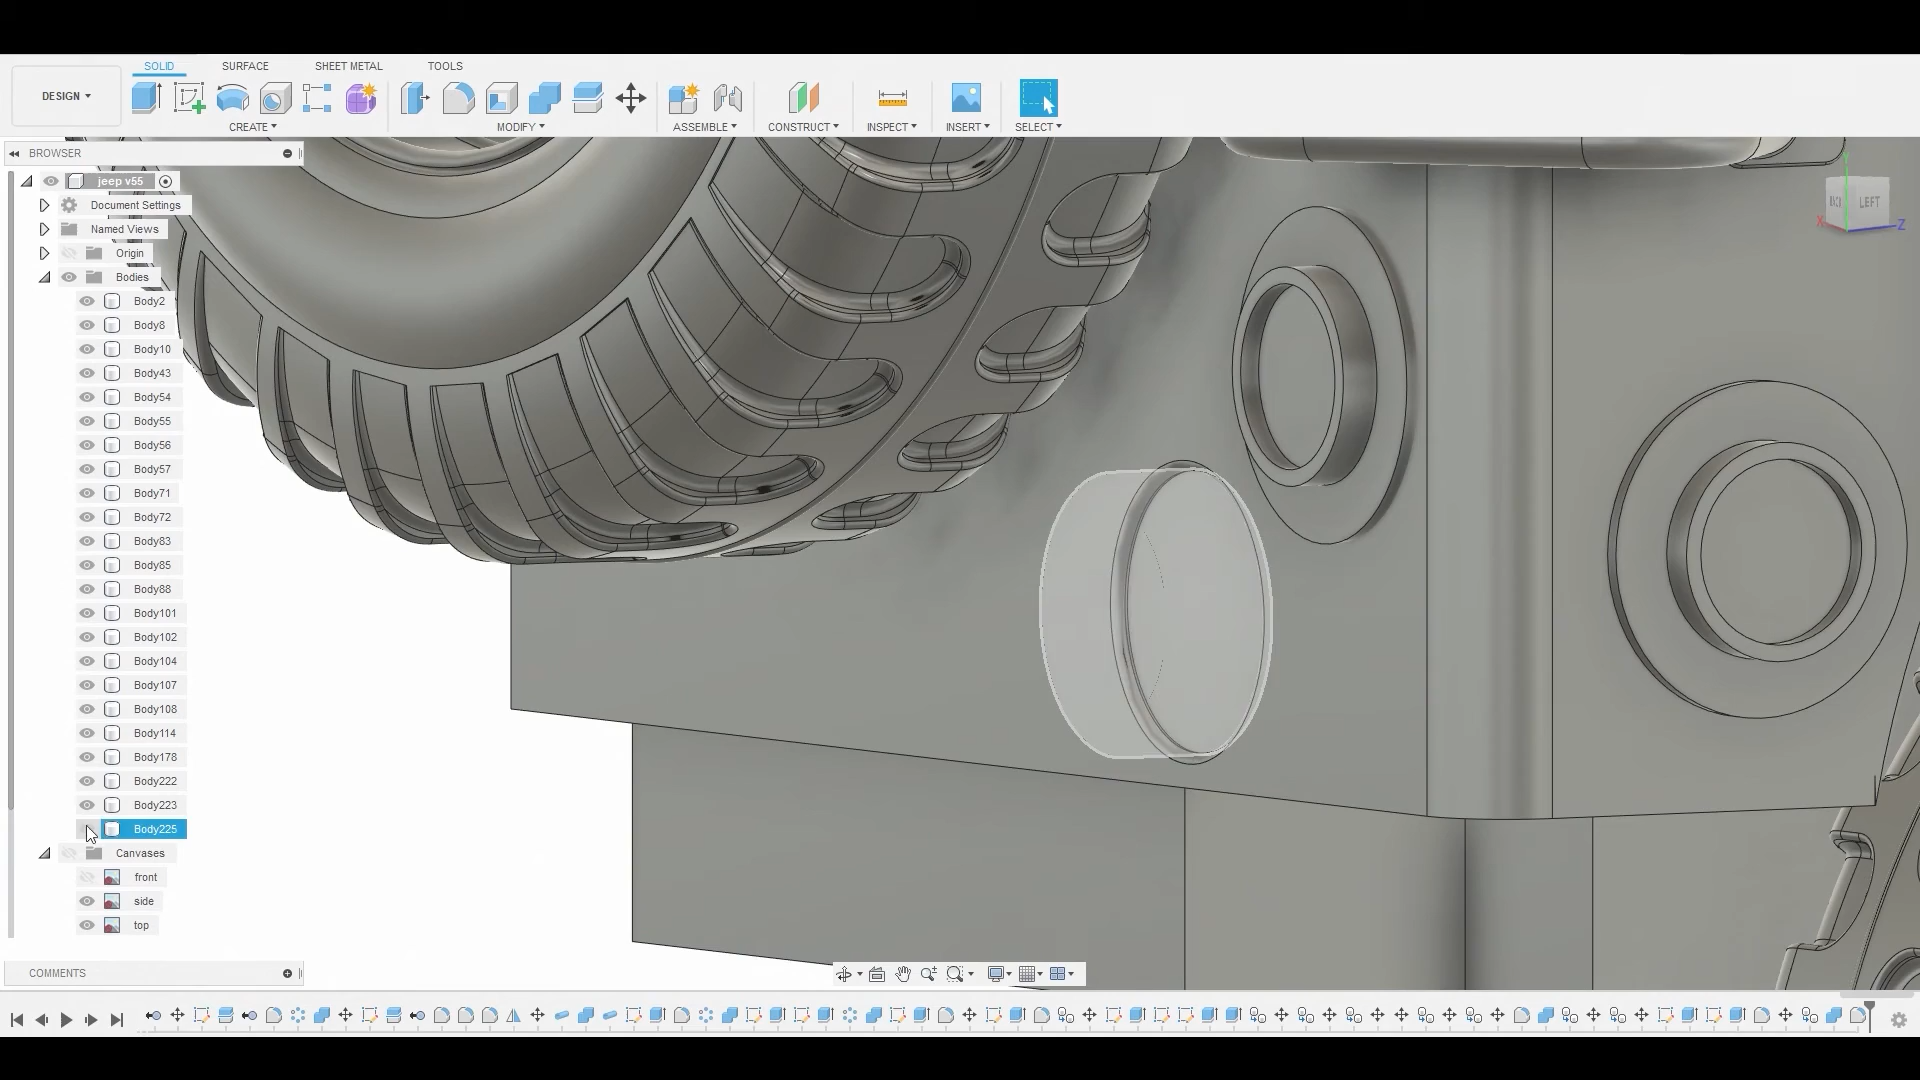 SOLID SURFACE SHEET METAL TOOLS
DESIGN
CREATE MODIFY ASSEMBLE CONSTRUCT INSPECT INSERT SELECT
BROWSER
jeep v55
Document Settings
Named Views
Origin
Bodies
Body2
Body8
Body10
Body43
Body54
Body55
Body56
Body57
Body71
Body72
Body83
Body85
Body88
Body101
Body102
Body104
Body107
Body108
Body114
Body178
Body222
Body223
Body225
Canvases
front
side
top
COMMENTS
Y
LEFT
X
Z